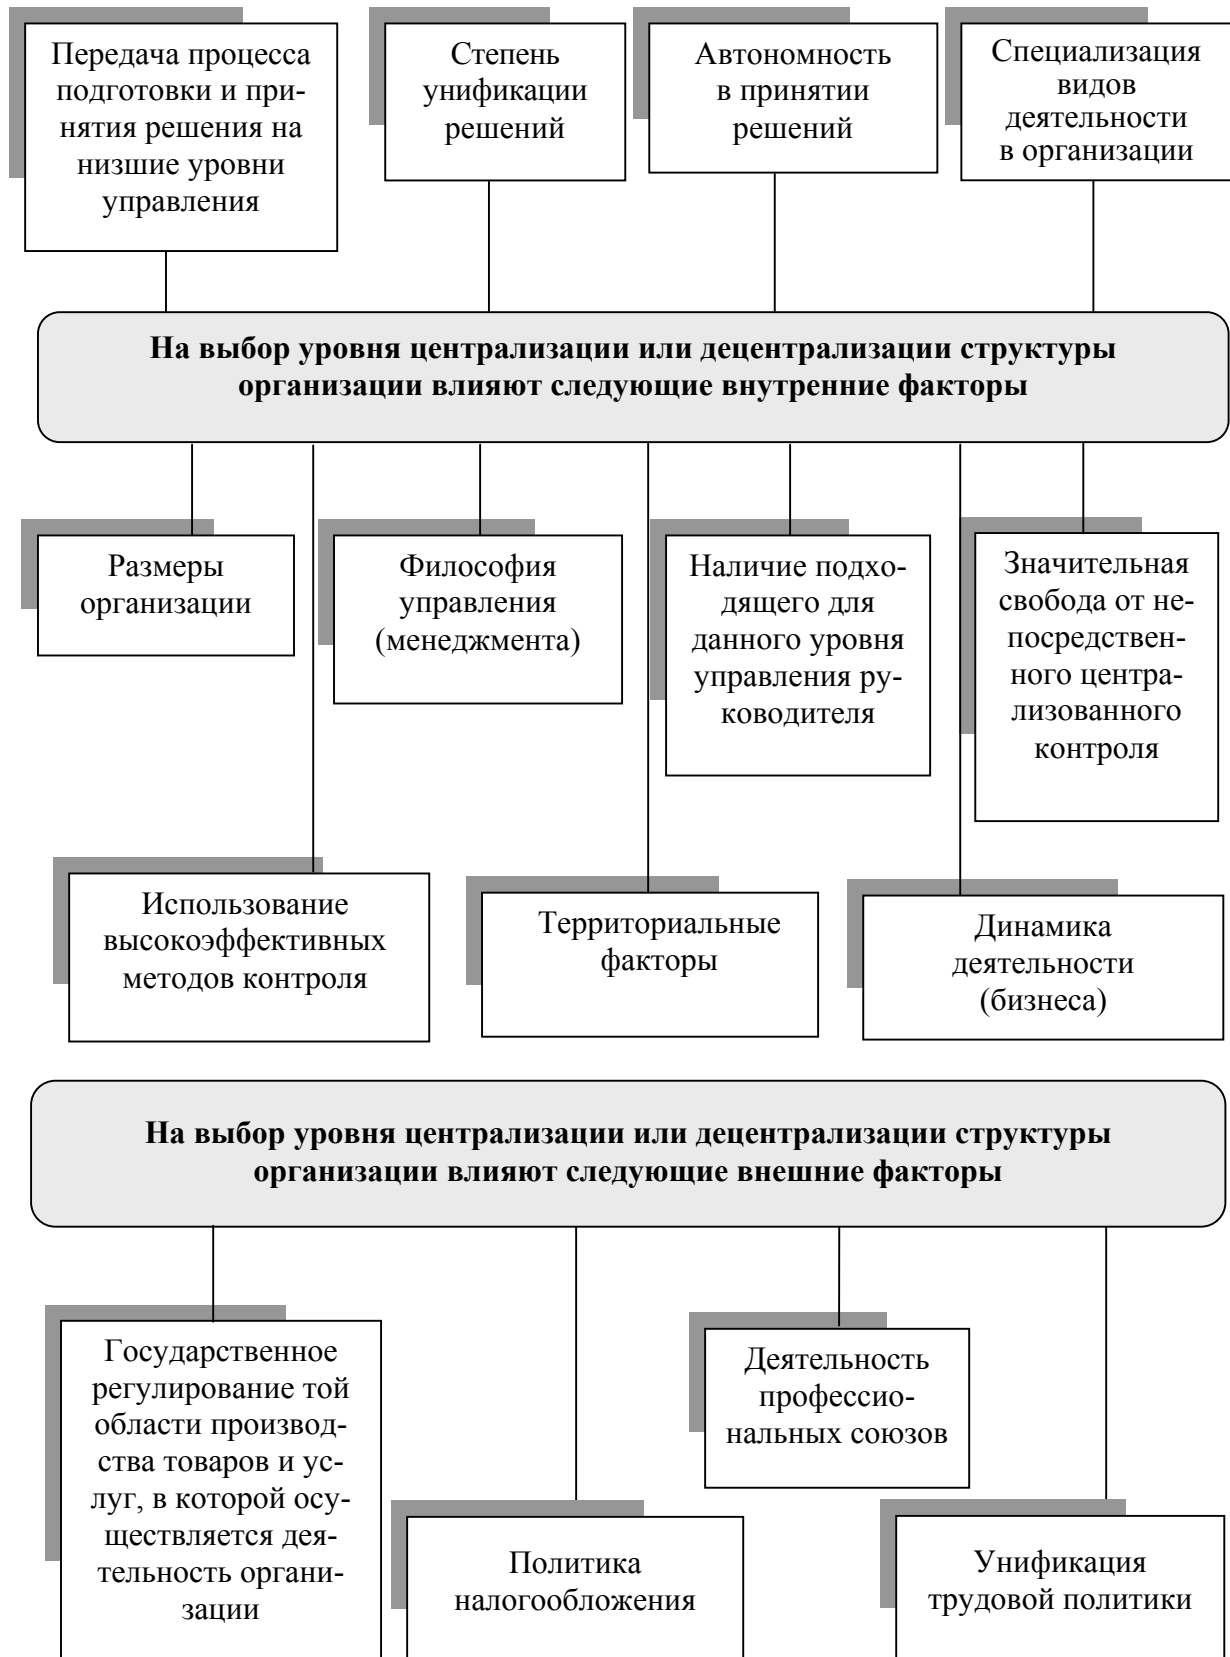 Передача процесса
подготовки и при-
нятия решения на
низшие уровни
управления
Степень
унификации
решений
Автономность
в принятии
решений
Специализация
видов
деятельности
в организации
На выбор уровня централизации или децентрализации структуры
организации влияют следующие внутренние факторы
Размеры
организации
Философия
управления
(менеджмента)
Наличие подхо-
дящего для
данного уровня
управления ру-
ководителя
Значительная
свобода от не-
посредствен-
ного центра-
лизованного
контроля
Использование
высокоэффективных
методов контроля
Территориальные
факторы
Динамика
деятельности
(бизнеса)
На выбор уровня централизации или децентрализации структуры
организации влияют следующие внешние факторы
Государственное
регулирование той
области производ-
ства товаров и ус-
луг, в которой осу-
ществляется дея-
тельность органи-
зации
Политика
налогообложения
Деятельность
профессио-
нальных союзов
Унификация
трудовой политики